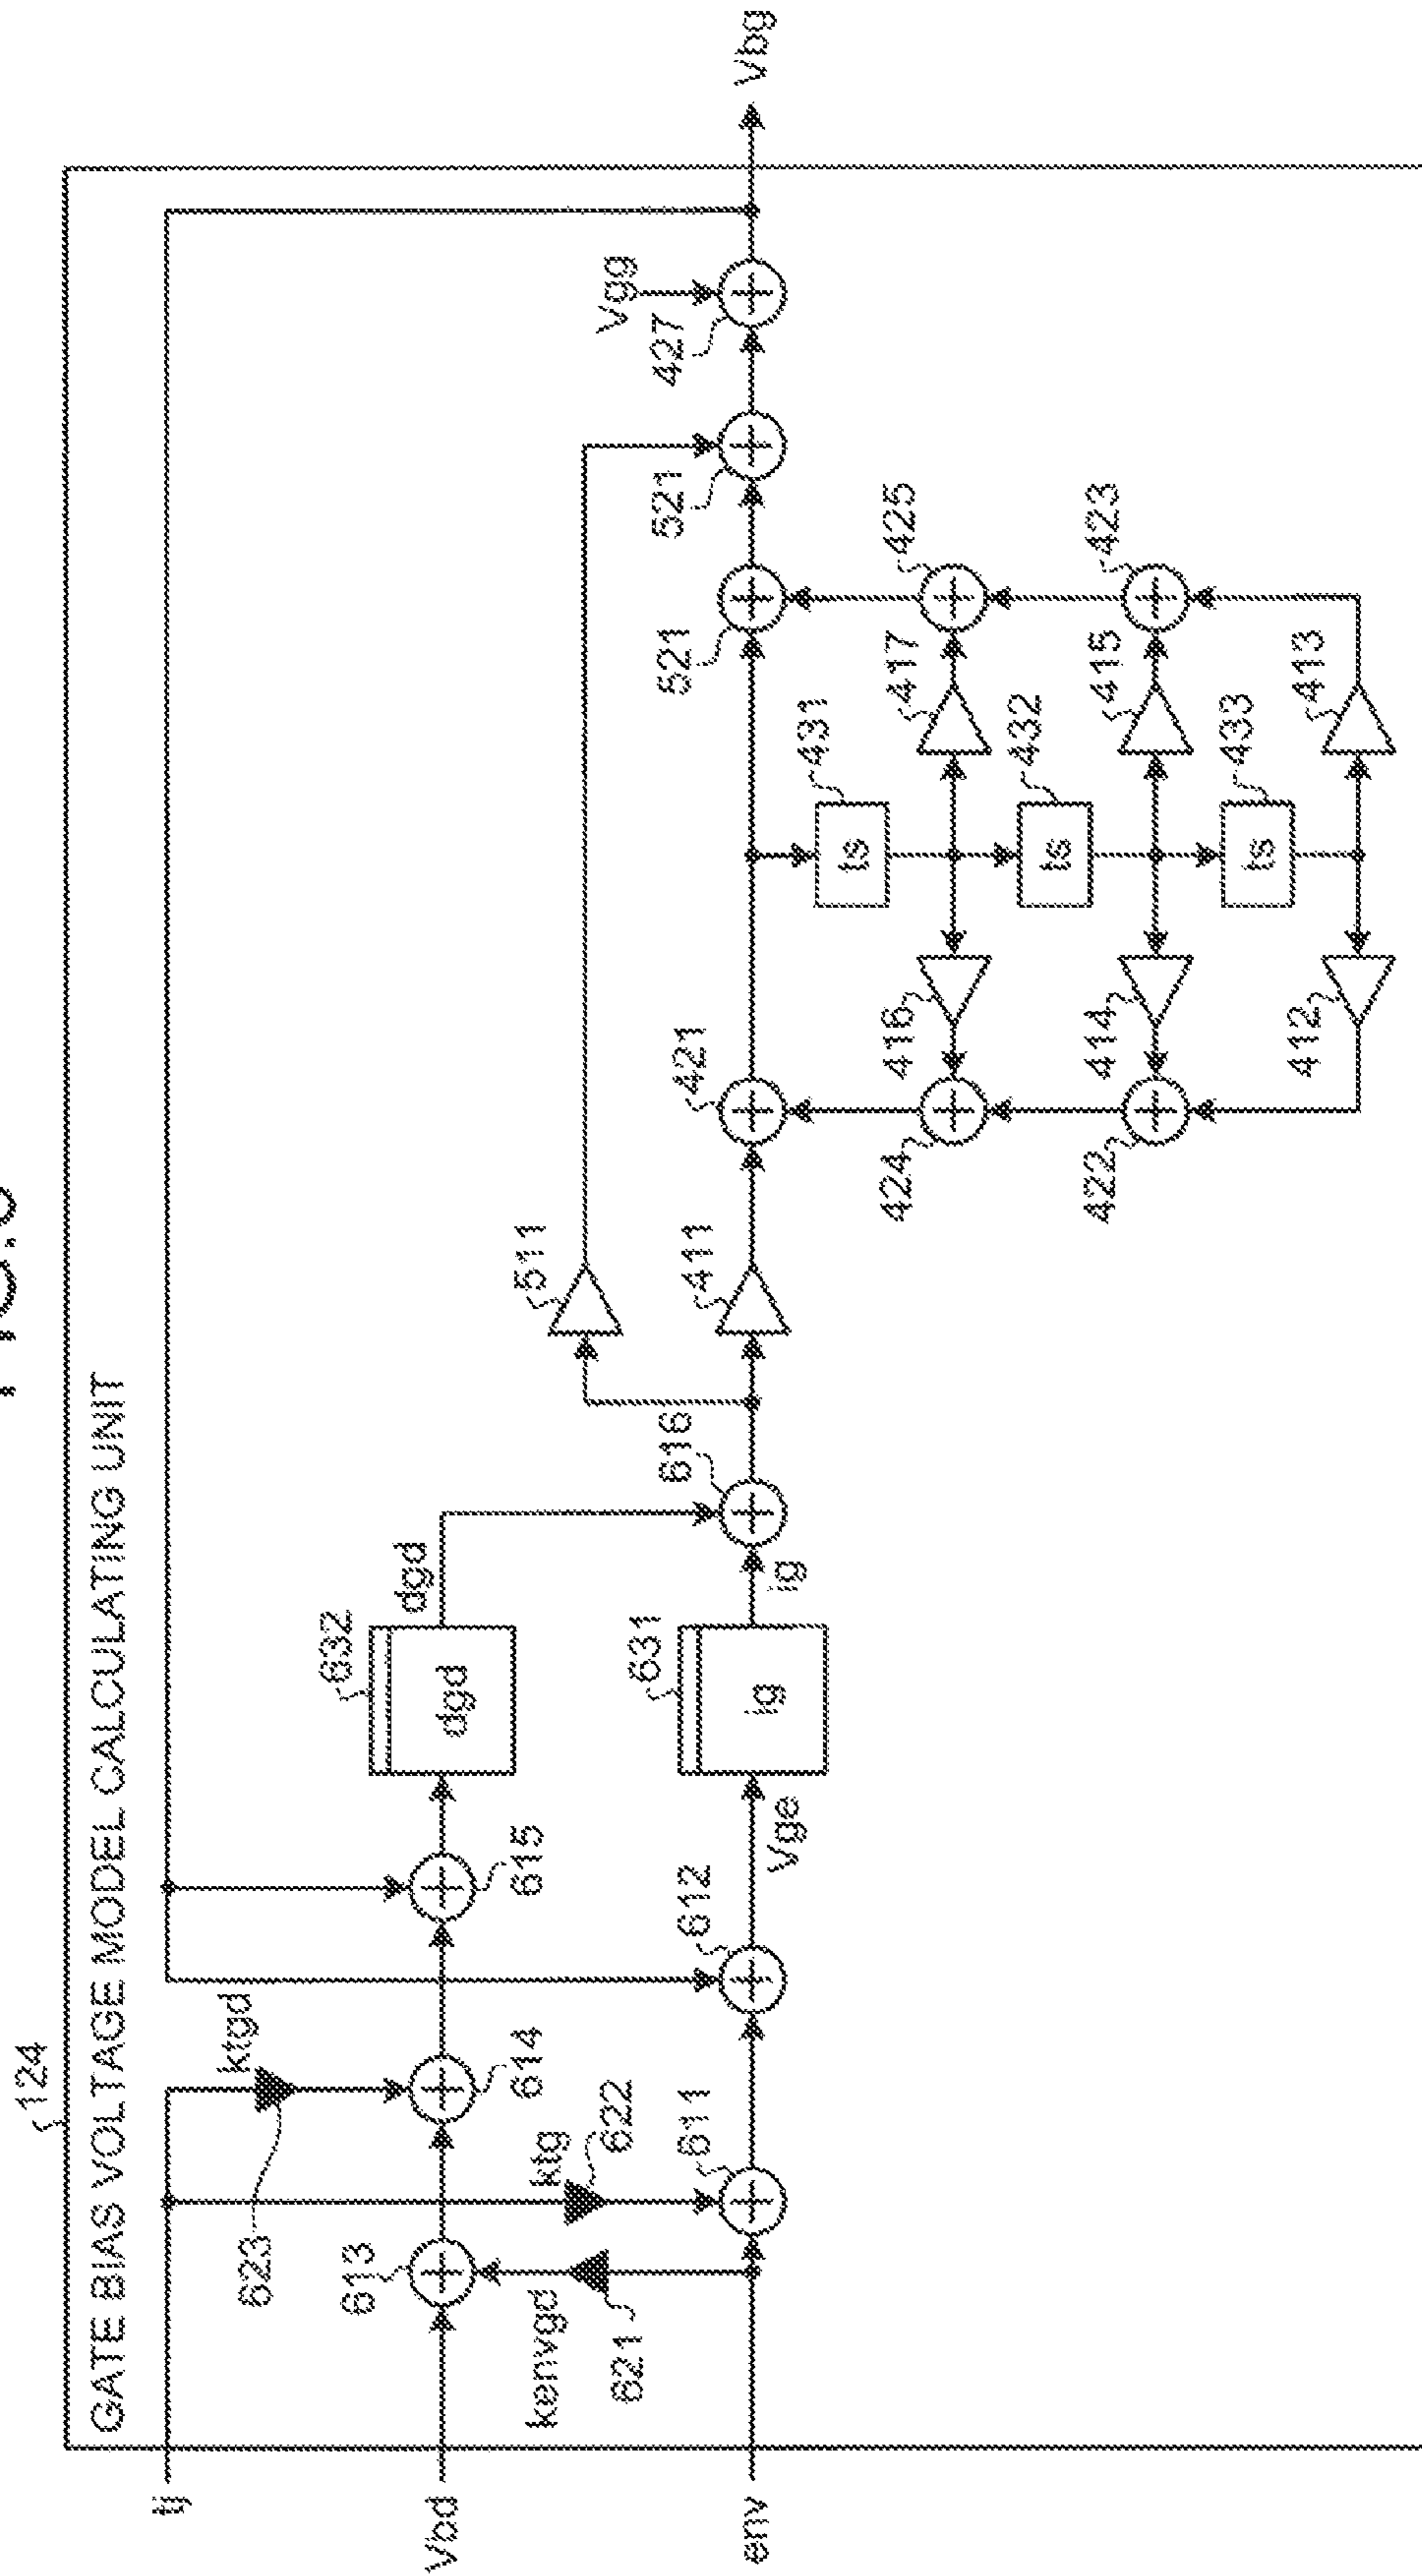 124
GATE BIAS VOLTAGE MODEL CALCULATING UNIT
tj
Vbd
env
623
ktgd
613
614
615
632
dgd
dgd
kenvgd
621
ktg
622
611
612
Vge
631
ig
ig
616
511
411
421
521
521
427
Vgg
Vbg
424
416
431
ts
417
425
422
414
432
ts
415
423
412
433
ts
413